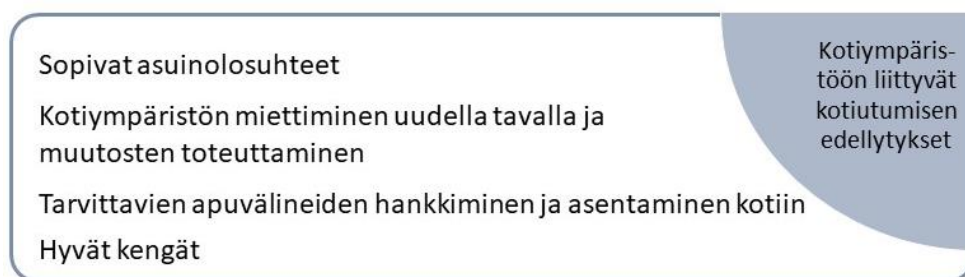 Sopivat asuinolosuhteet
Kotiympäristön miettiminen uudella tavalla ja
muutosten toteuttaminen
Tarvittavien apuvälineiden hankkiminen ja asentaminen kotiin
Hyvät kengät
Kotiympäris-
töön liittyvät
kotiutumisen
edellytykset